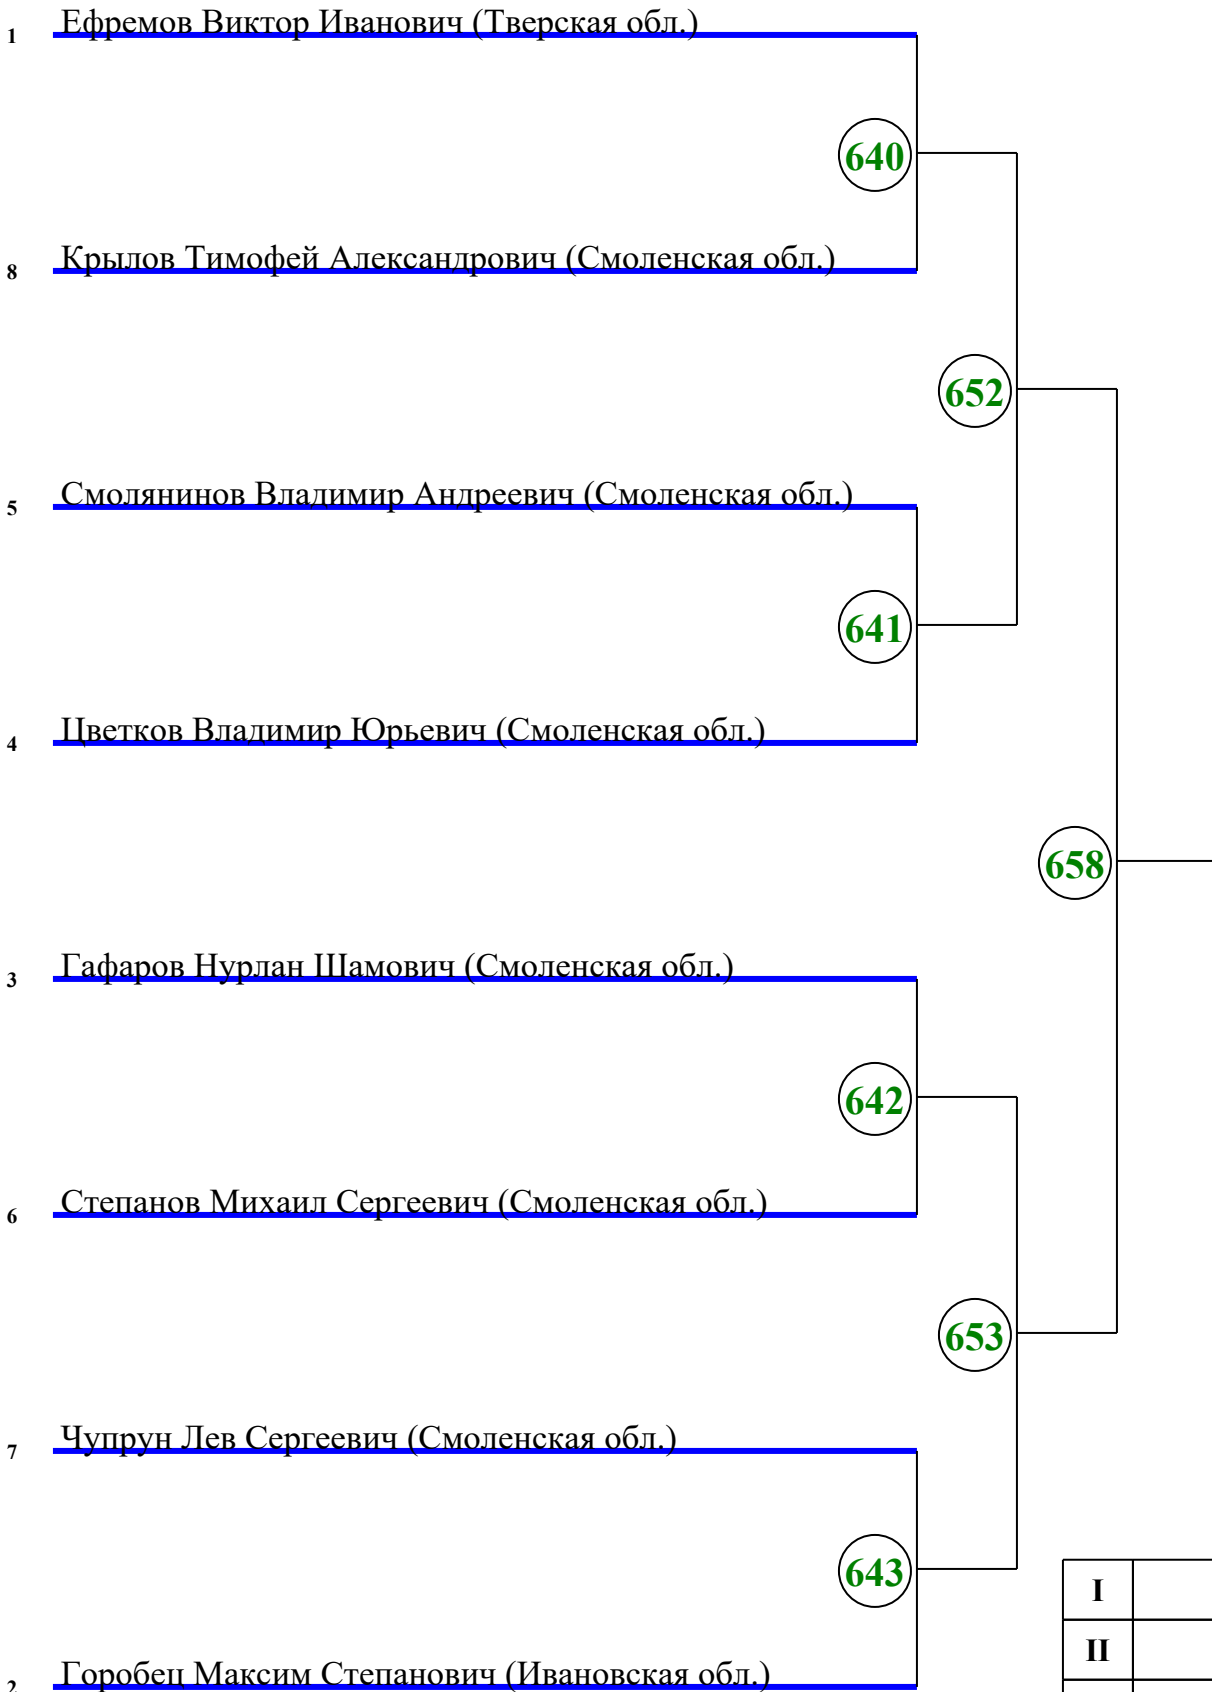 1 Ефремов Виктор Иванович (Тверская обл.)
640
8 Крылов Тимофей Александрович (Смоленская обл.)
652
5 Смолянинов Владимир Андреевич (Смоленская обл.)
641
4 Цветков Владимир Юрьевич (Смоленская обл.)
658
3 Гафаров Нурлан Шамович (Смоленская обл.)
642
6 Степанов Михаил Сергеевич (Смоленская обл.)
653
7 Чупрун Лев Сергеевич (Смоленская обл.)
643
I
II
2 Горобец Максим Степанович (Ивановская обл.)